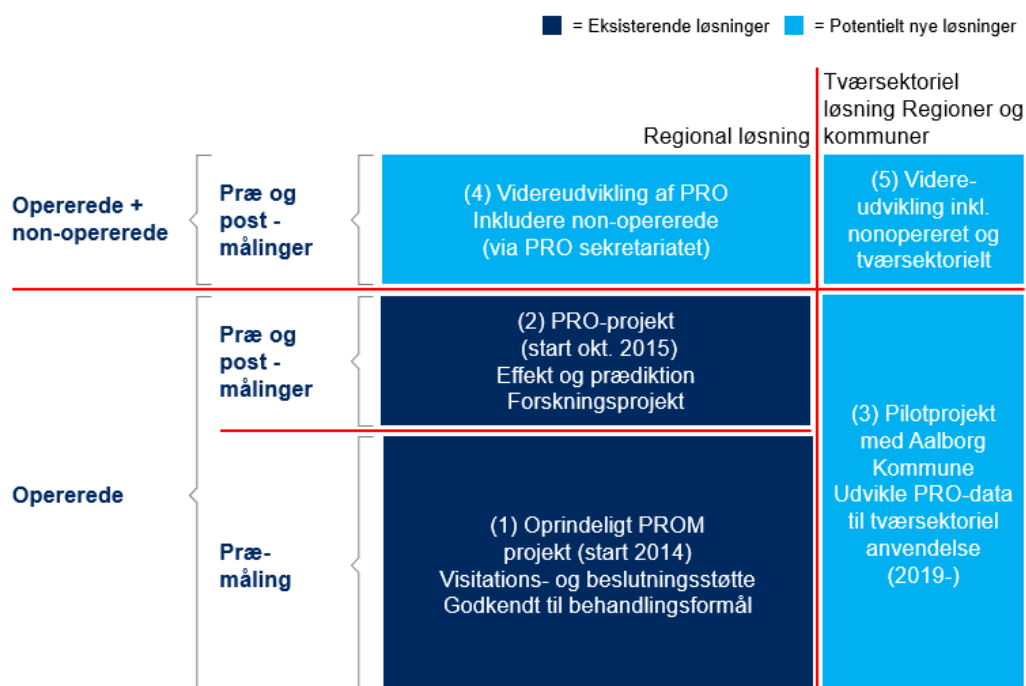 = Eksisterende løsninger
= Potentielt nye løsninger
Tværsektoriel
løsning Regioner og
kommuner
Regional løsning
Opererede +
non-opererede
Præ og
post -
målinger
(4) Videreudvikling af PRO
Inkludere non-opererede
(via PRO sekretariatet)
(5) Videre-
udvikling inkl.
nonopereret og
tværsektorielt
Opererede
Præ og
post -
målinger
(2) PRO-projekt
(start okt. 2015)
Effekt og prædiktion
Forskningsprojekt
Præ-
måling
(1) Oprindeligt PROM
projekt (start 2014)
Visitations- og beslutningsstøtte
Godkendt til behandlingsformål
(3) Pilotprojekt
med Aalborg
Kommune
Udvikle PRO-data
til tværsektoriel
anvendelse
(2019-)